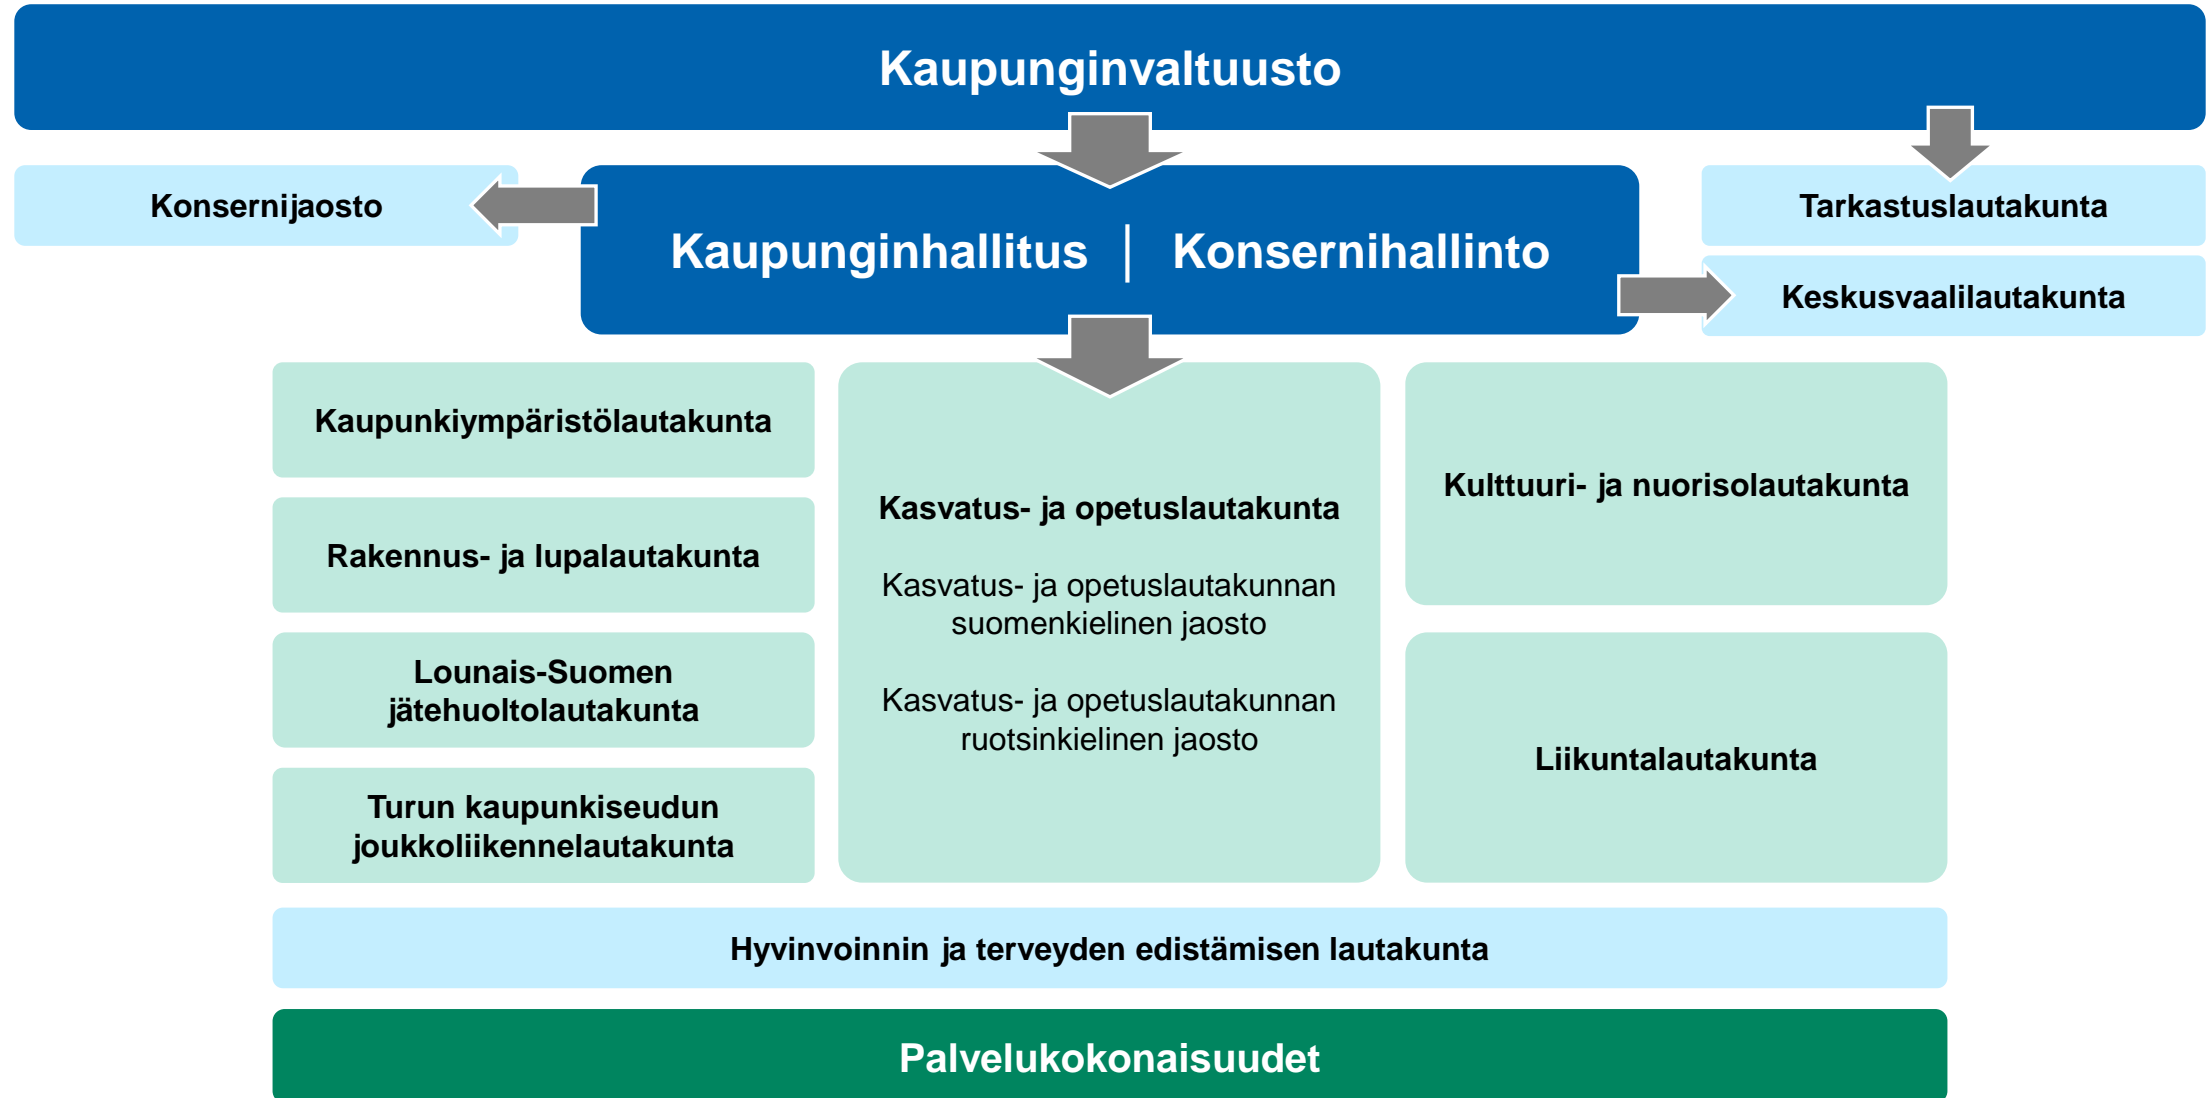 Kaupunginvaltuusto
Konsernijaosto
Kaupunginhallitus | Konsernihallinto
Tarkastuslautakunta
Keskusvaalilautakunta
Kaupunkiympäristölautakunta
Rakennus- ja lupalautakunta
Lounais-Suomen
jätehuoltolautakunta
Turun kaupunkiseudun
joukkoliikennelautakunta
Kasvatus- ja opetuslautakunta
Kasvatus- ja opetuslautakunnan
suomenkielinen jaosto
Kasvatus- ja opetuslautakunnan
ruotsinkielinen jaosto
Kulttuuri- ja nuorisolautakunta
Liikuntalautakunta
Hyvinvoinnin ja terveyden edistämisen lautakunta
Palvelukokonaisuudet